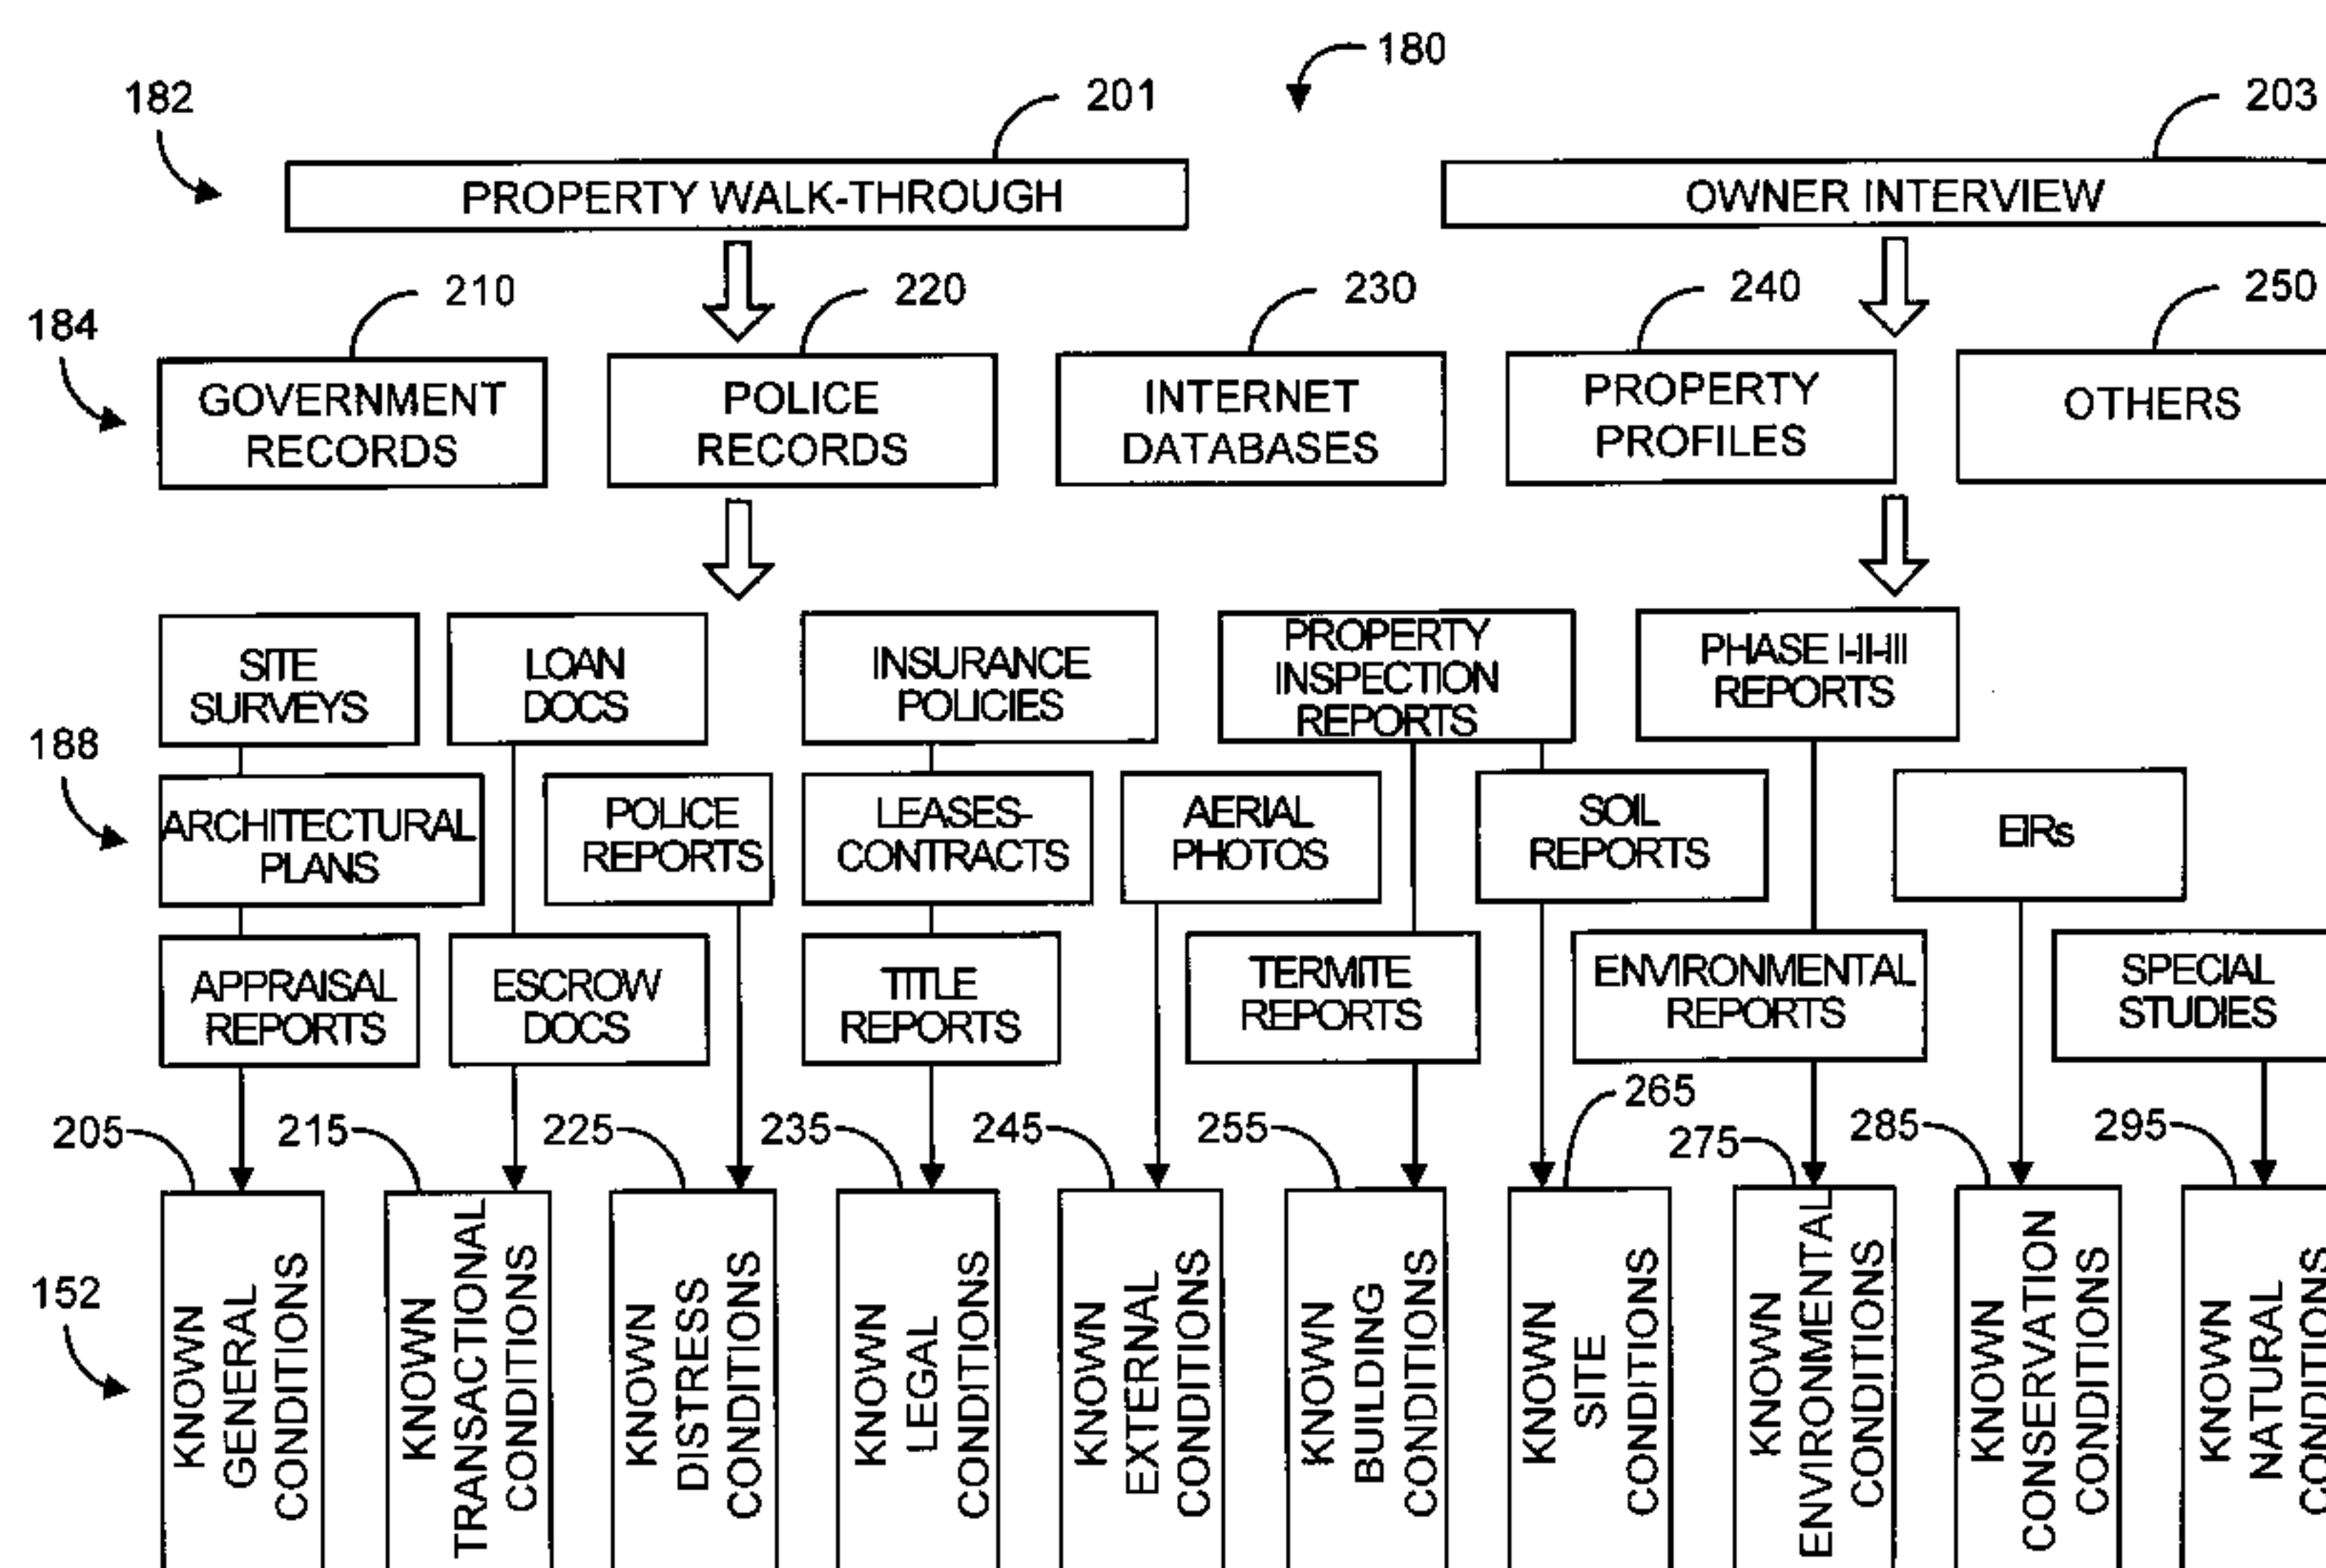 180
182
201
203
PROPERTY WALK-THROUGH
OWNER INTERVIEW
184
210
220
230
240
250
GOVERNMENT
RECORDS
POLICE
RECORDS
INTERNET
DATABASES
PROPERTY
PROFILES
OTHERS
SITE
SURVEYS
LOAN
DOCS
INSURANCE
POLICIES
PROPERTY
INSPECTION
REPORTS
PHASE I-II-III
REPORTS
188
ARCHITECTURAL
PLANS
POLICE
REPORTS
LEASES-
CONTRACTS
AERIAL
PHOTOS
SOIL
REPORTS
EIRs
APPRAISAL
REPORTS
ESCROW
DOCS
TITLE
REPORTS
TERMITE
REPORTS
ENVIRONMENTAL
REPORTS
SPECIAL
STUDIES
205
215
225
235
245
255
265
275
285
295
152
KNOWN
GENERAL
CONDITIONS
KNOWN
TRANSACTIONAL
CONDITIONS
KNOWN
DISTRESS
CONDITIONS
KNOWN
LEGAL
CONDITIONS
KNOWN
EXTERNAL
CONDITIONS
KNOWN
BUILDING
CONDITIONS
KNOWN
SITE
CONDITIONS
KNOWN
ENVIRONMENTAL
CONDITIONS
KNOWN
CONSERVATION
CONDITIONS
KNOWN
NATURAL
CONDITIONS